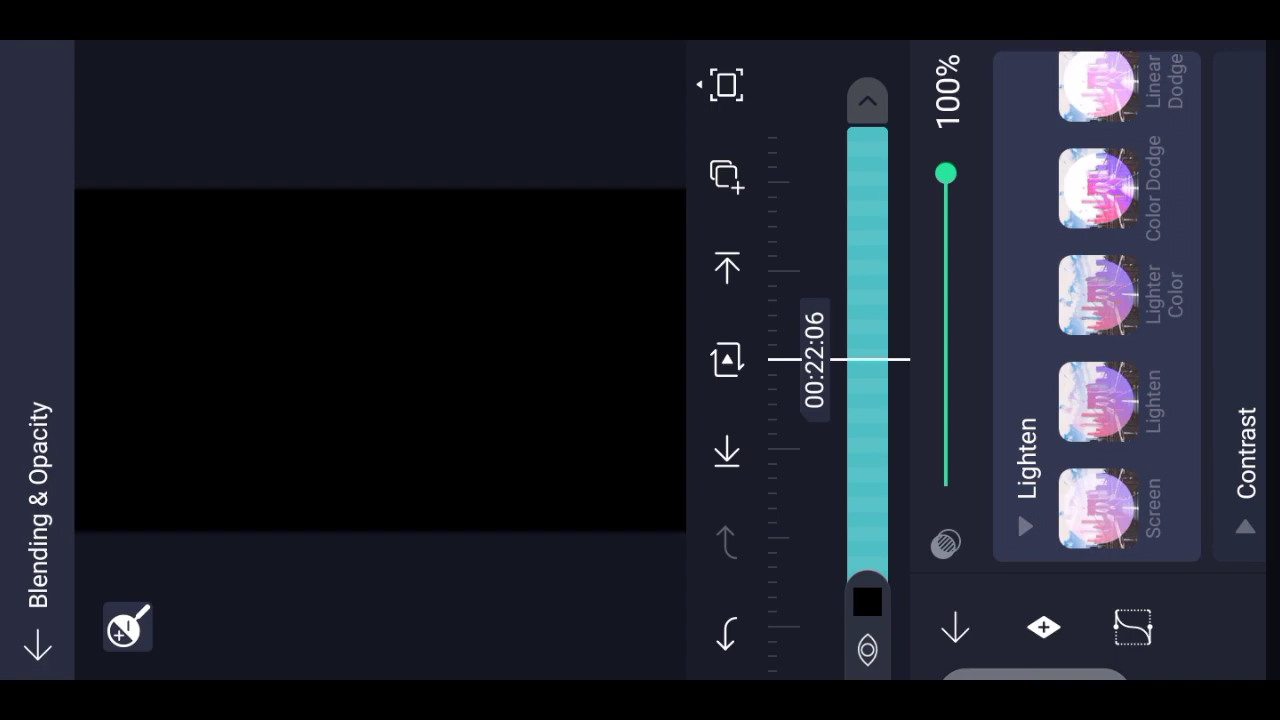 Blending & Opacity
00:22:06
100%
Lighten
Screen
Lighten
Lighter
Color
Color Dodge
Linear
Dodge
Contrast